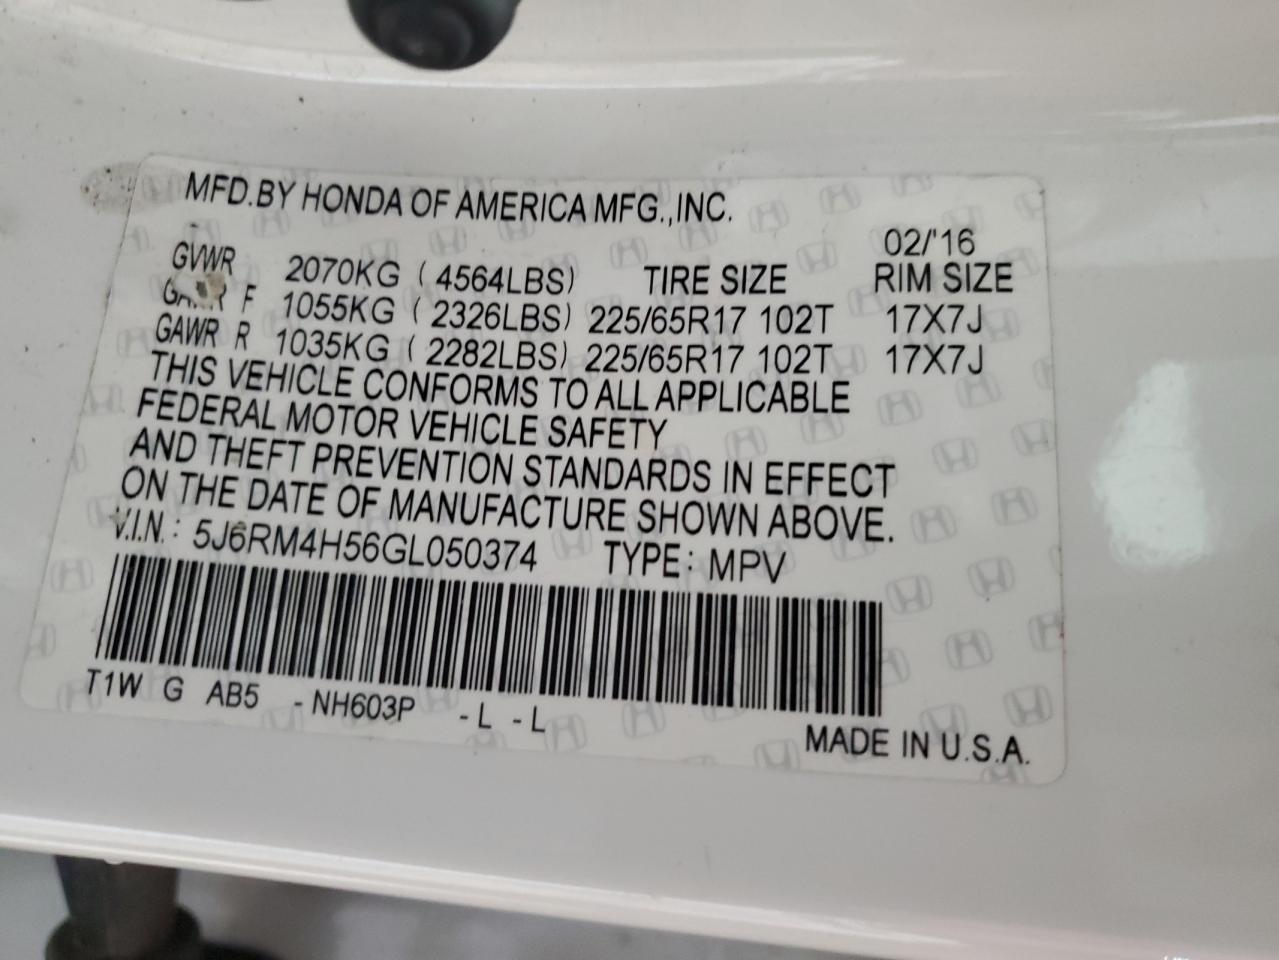 MFD.BY HONDA OF AMERICA MFG.,INC.
02/'16
GVWR 2070KG ( 4564LBS) TIRE SIZE RIM SIZE
GAWR F 1055KG ( 2326LBS) 225/65R17 102T 17X7J
GAWR R 1035KG ( 2282LBS) 225/65R17 102T 17X7J
THIS VEHICLE CONFORMS TO ALL APPLICABLE
FEDERAL MOTOR VEHICLE SAFETY
AND THEFT PREVENTION STANDARDS IN EFFECT
ON THE DATE OF MANUFACTURE SHOWN ABOVE.
V.I.N.: 5J6RM4H56GL050374 TYPE: MPV
T1W G AB5 -NH603P -L -L
MADE IN U.S.A.